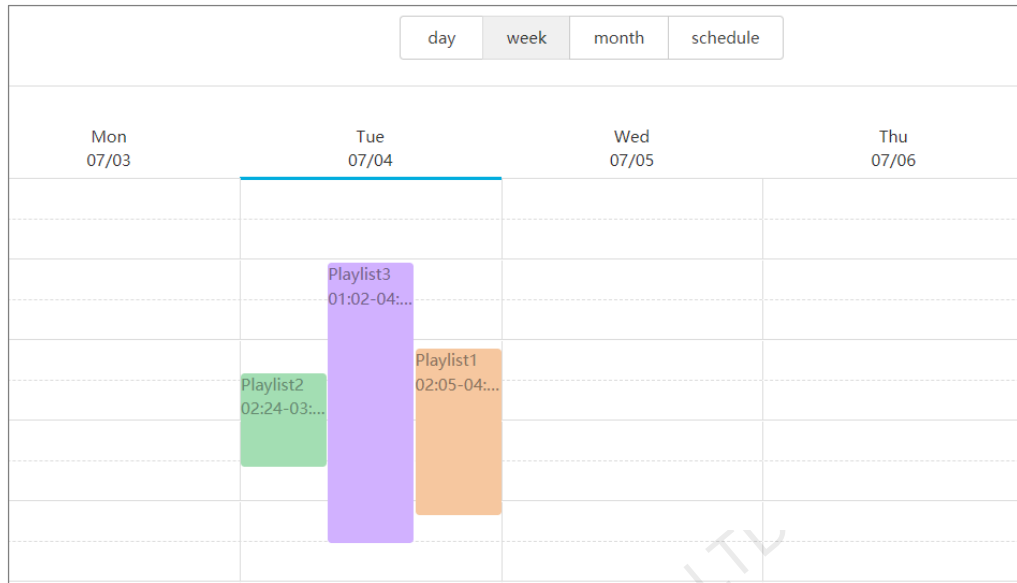 day week month schedule
Mon Tue Wed Thu
07/03 07/04 07/05 07/06
Playlist3
01:02-04:...
Playlist1
02:05-04:...
Playlist2
02:24-03:...
LTD